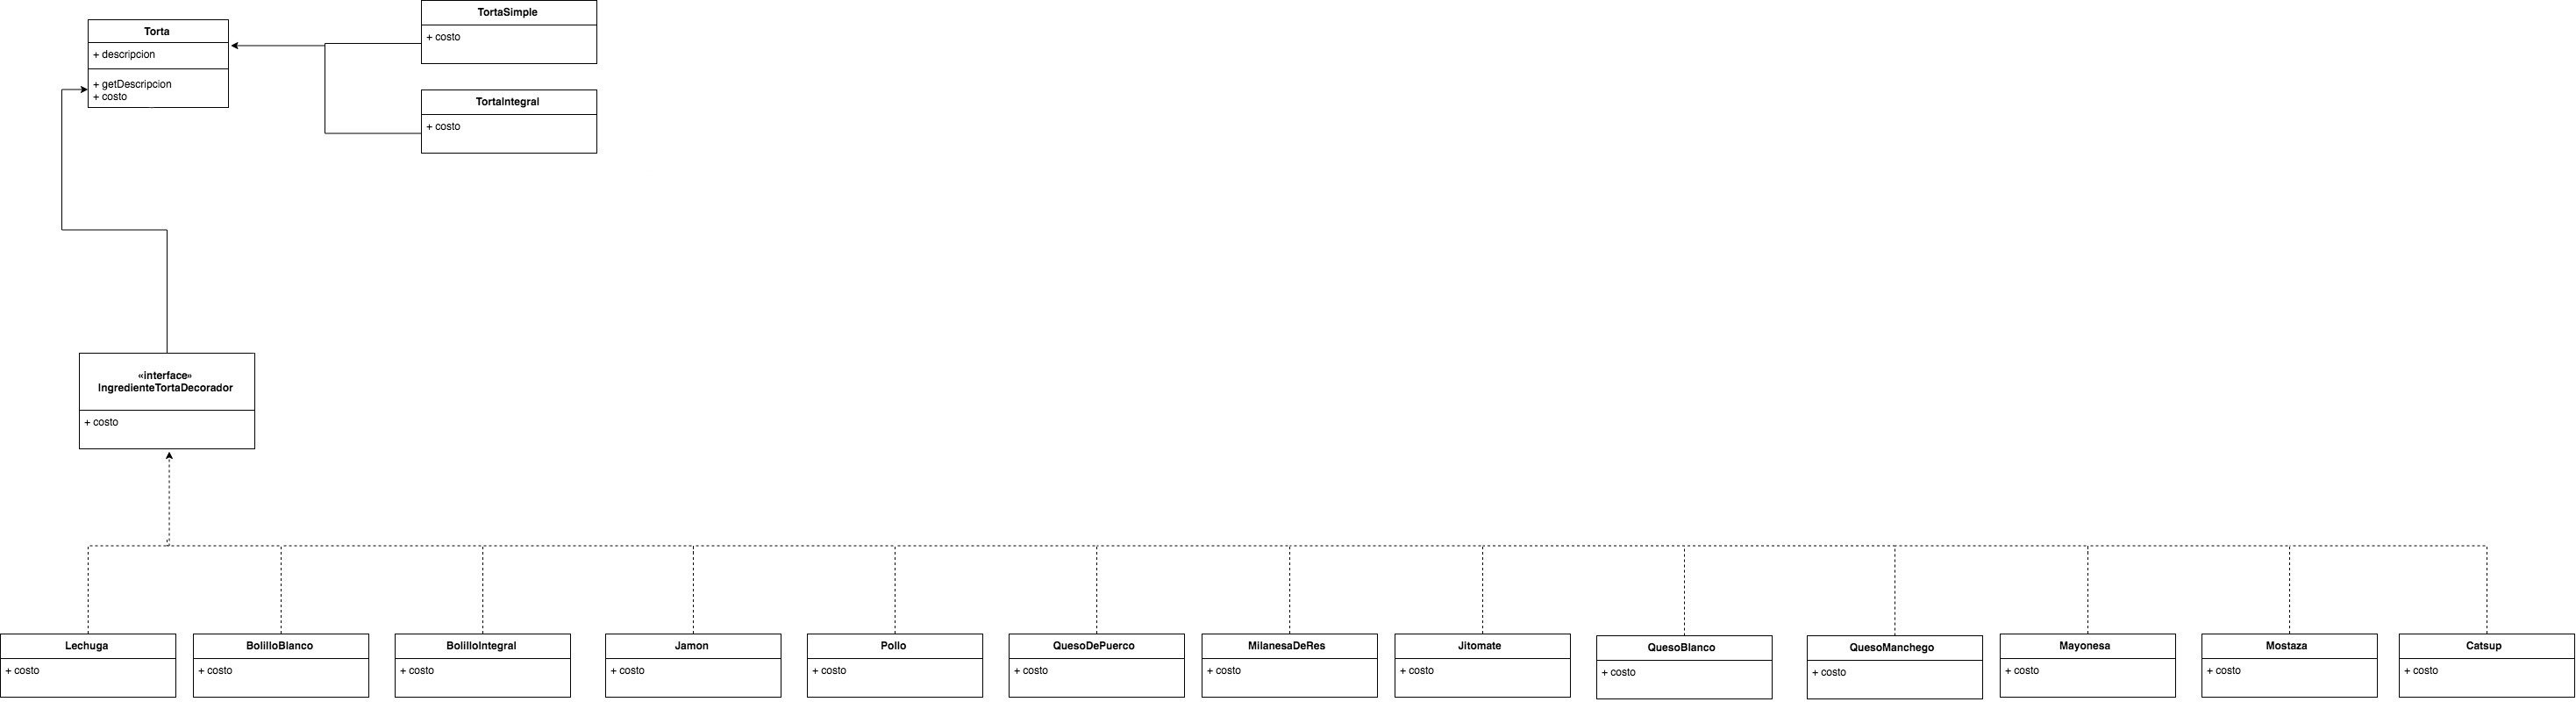 Torta
+ descripcion
+ getDescripcion
+ costo
TortaSimple
+ costo
TortaIntegral
+ costo
«interface»
IngredienteTortaDecorador
+ costo
Lechuga
+ costo
BolilloBlanco
+ costo
BolilloIntegral
+ costo
Jamon
+ costo
Pollo
+ costo
QuesoDePuerco
+ costo
MilanesaDeRes
+ costo
Jitomate
+ costo
QuesoBlanco
+ costo
QuesoManchego
+ costo
Mayonesa
+ costo
Mostaza
+ costo
Catsup
+ costo